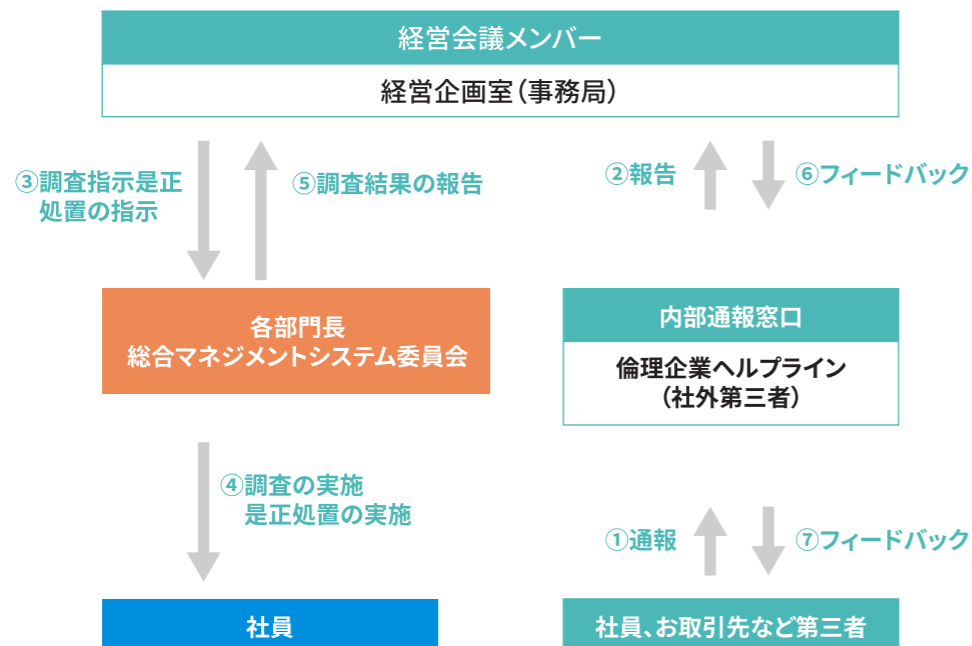 経営会議メンバー
経営企画室(事務局)
③調査指示是正
処置の指示
⑤調査結果の報告
②報告
⑥フィードバック
各部門長
総合マネジメントシステム委員会
内部通報窓口
倫理企業ヘルプライン
(社外第三者)
④調査の実施
是正処置の実施
①通報
⑦フィードバック
社員
社員、お取引先など第三者